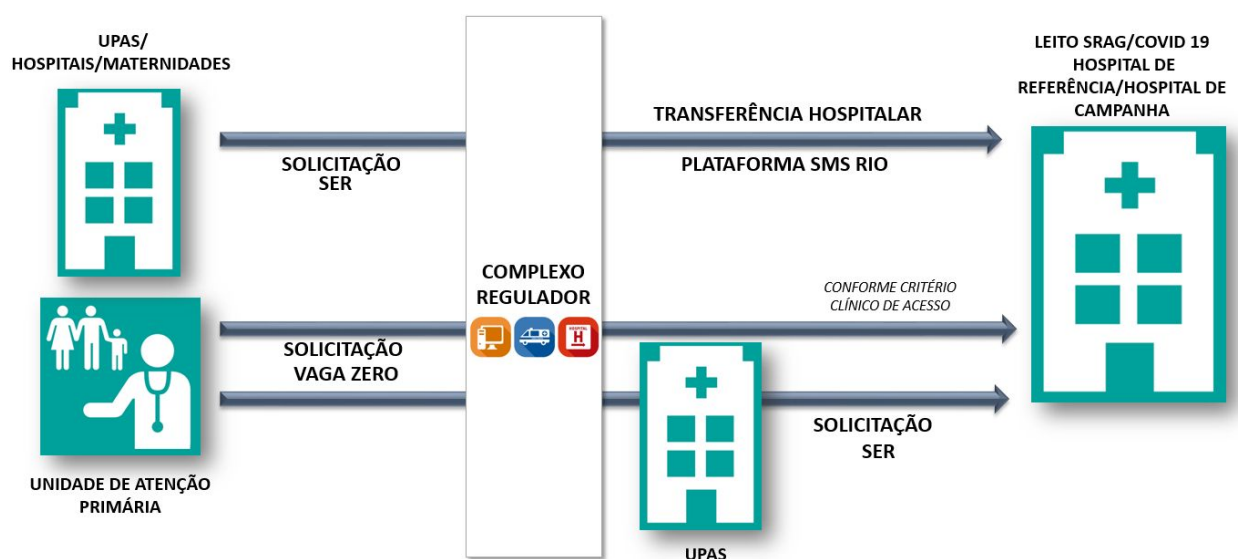 UPAS/
HOSPITAIS/MATERNIDADES
SOLICITAÇÃO
SER
UNIDADE DE ATENÇÃO
PRIMÁRIA
SOLICITAÇÃO
VAGA ZERO
COMPLEXO
REGULADOR
HOSPITAL
H
TRANSFERÊNCIA HOSPITALAR
PLATAFORMA SMS RIO
CONFORME CRITÉRIO
CLÍNICO DE ACESSO
UPAS
SOLICITAÇÃO
SER
LEITO SRAG/COVID 19
HOSPITAL DE
REFERÊNCIA/HOSPITAL DE
CAMPANHA